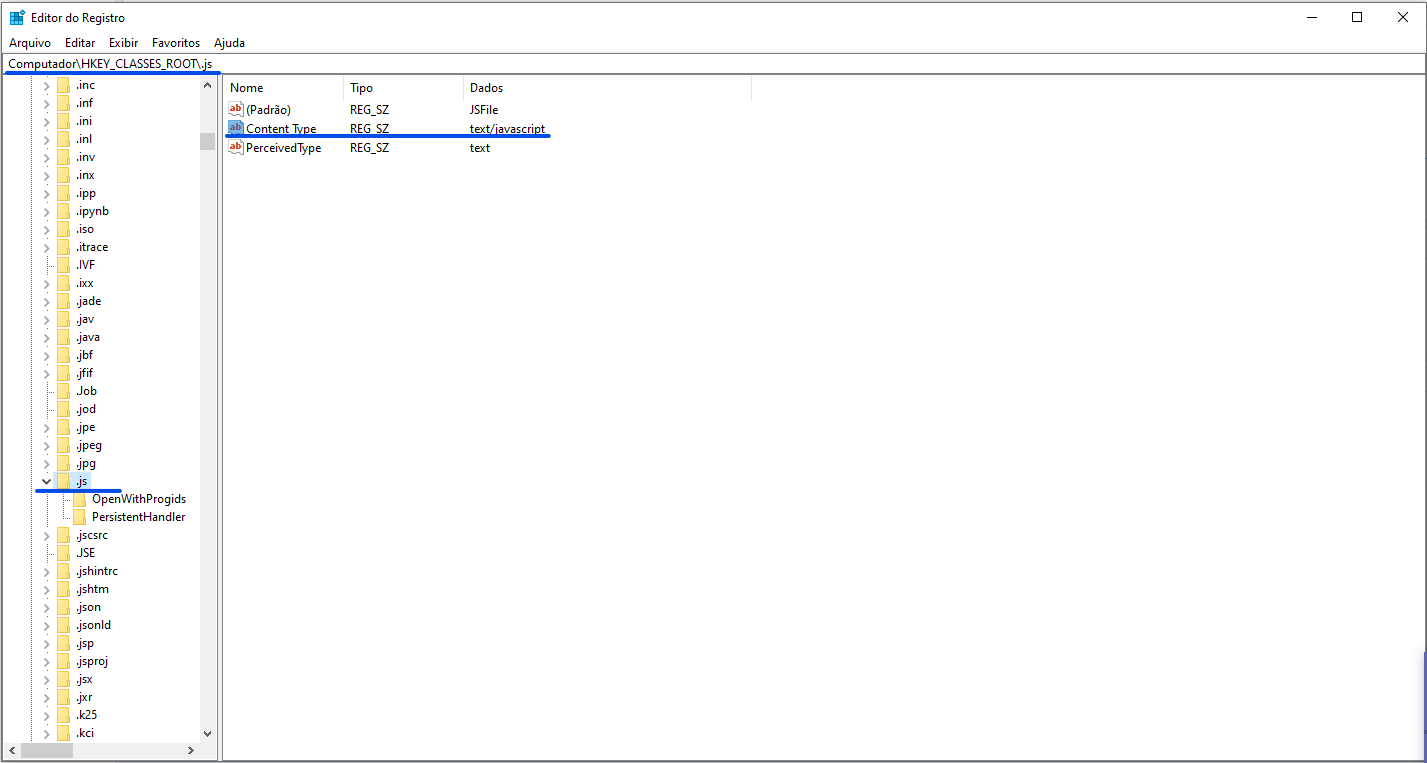 Editor do Registro
Arquivo Editar Exibir Favoritos Ajuda
Computador\HKEY_CLASSES_ROOT\.js
.inc
.inf
.ini
.inl
.inv
.inx
.ipp
.ipynb
.iso
.itrace
.IVF
.ixx
.jade
.jav
.java
.jbf
.jfif
.Job
.jod
.jpe
.jpeg
.jpg
.js
OpenWithProgids
PersistentHandler
.jscsrc
.JSE
.jshintrc
.jshtm
.json
.jsonld
.jsp
.jsproj
.jsx
.jxr
.k25
.kci
Nome Tipo Dados
ab (Padrão) REG_SZ JSFile
ab Content Type REG_SZ text/javascript
ab PerceivedType REG_SZ text